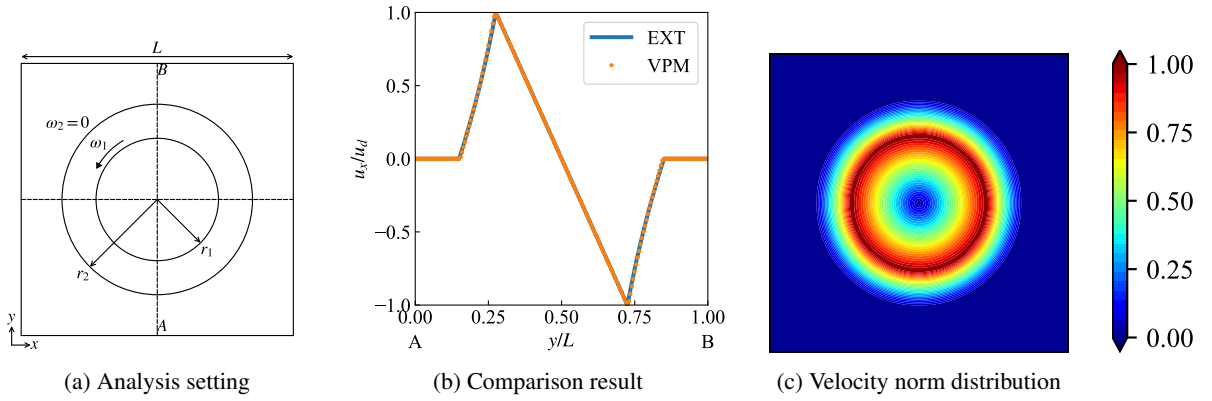 L
B
ω₂=0
ω₁
r₁
r₂
y
x
A
(a) Analysis setting
1.0
0.5
0.0
−0.5
−1.0
uₓ/u_d
EXT
VPM
0.00 0.25 0.50 0.75 1.00
A y/L B
(b) Comparison result
1.00
0.75
0.50
0.25
0.00
(c) Velocity norm distribution